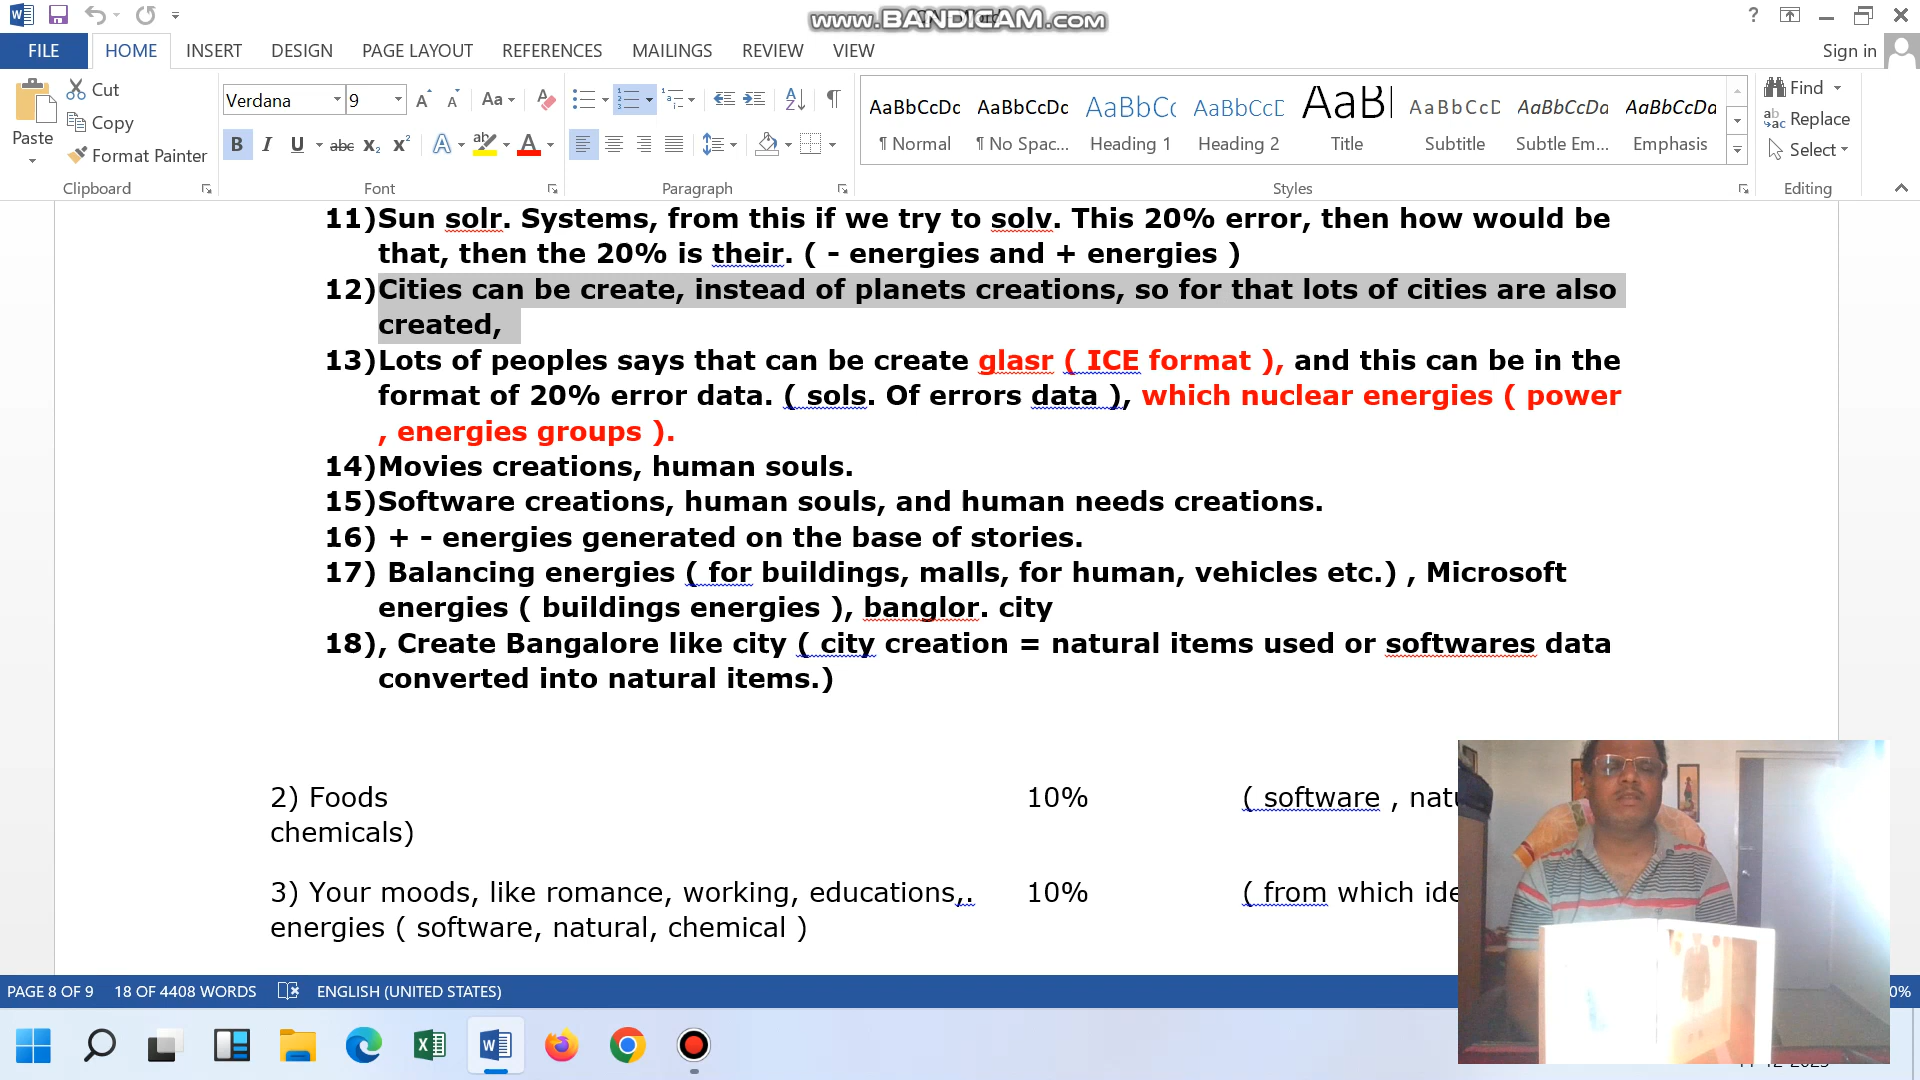 www.BANDICAM.com
FILE HOME INSERT DESIGN PAGE LAYOUT REFERENCES MAILINGS REVIEW VIEW Sign in
Cut
Copy
Format Painter
Paste
Clipboard
Verdana 9
Font
Paragraph
AaBbCcDc AaBbCcDc AaBbC AaBbCcD AaB AaBbCcD AaBbCcDa AaBbCcDa
¶ Normal ¶ No Spac... Heading 1 Heading 2 Title Subtitle Subtle Em... Emphasis
Styles
Find
Replace
Select
Editing
11)Sun solr. Systems, from this if we try to solv. This 20% error, then how would be
that, then the 20% is their. ( - energies and + energies )
12)Cities can be create, instead of planets creations, so for that lots of cities are also
created,
13)Lots of peoples says that can be create glasr ( ICE format ), and this can be in the
format of 20% error data. ( sols. Of errors data ), which nuclear energies ( power
, energies groups ).
14)Movies creations, human souls.
15)Software creations, human souls, and human needs creations.
16) + - energies generated on the base of stories.
17) Balancing energies ( for buildings, malls, for human, vehicles etc.) , Microsoft
energies ( buildings energies ), banglor. city
18), Create Bangalore like city ( city creation = natural items used or softwares data
converted into natural items.)
2) Foods 10% ( software , natu
chemicals)
3) Your moods, like romance, working, educations,. 10% ( from which ide
energies ( software, natural, chemical )
PAGE 8 OF 9 18 OF 4408 WORDS ENGLISH (UNITED STATES) 0%